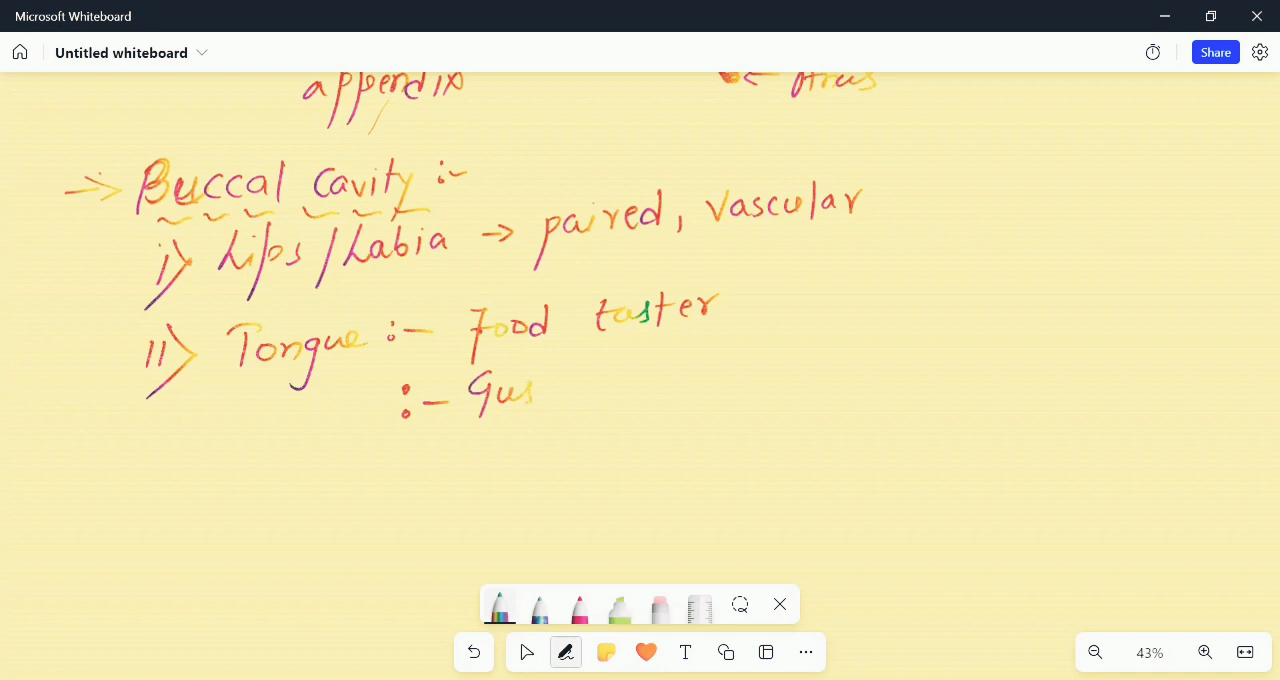 Microsoft Whiteboard
Untitled whiteboard
Share
appendix
→ Buccal Cavity :-
i) Lips / Labia → paired, vascular
ii) Tongue :- Food taster
:- Gus
43%